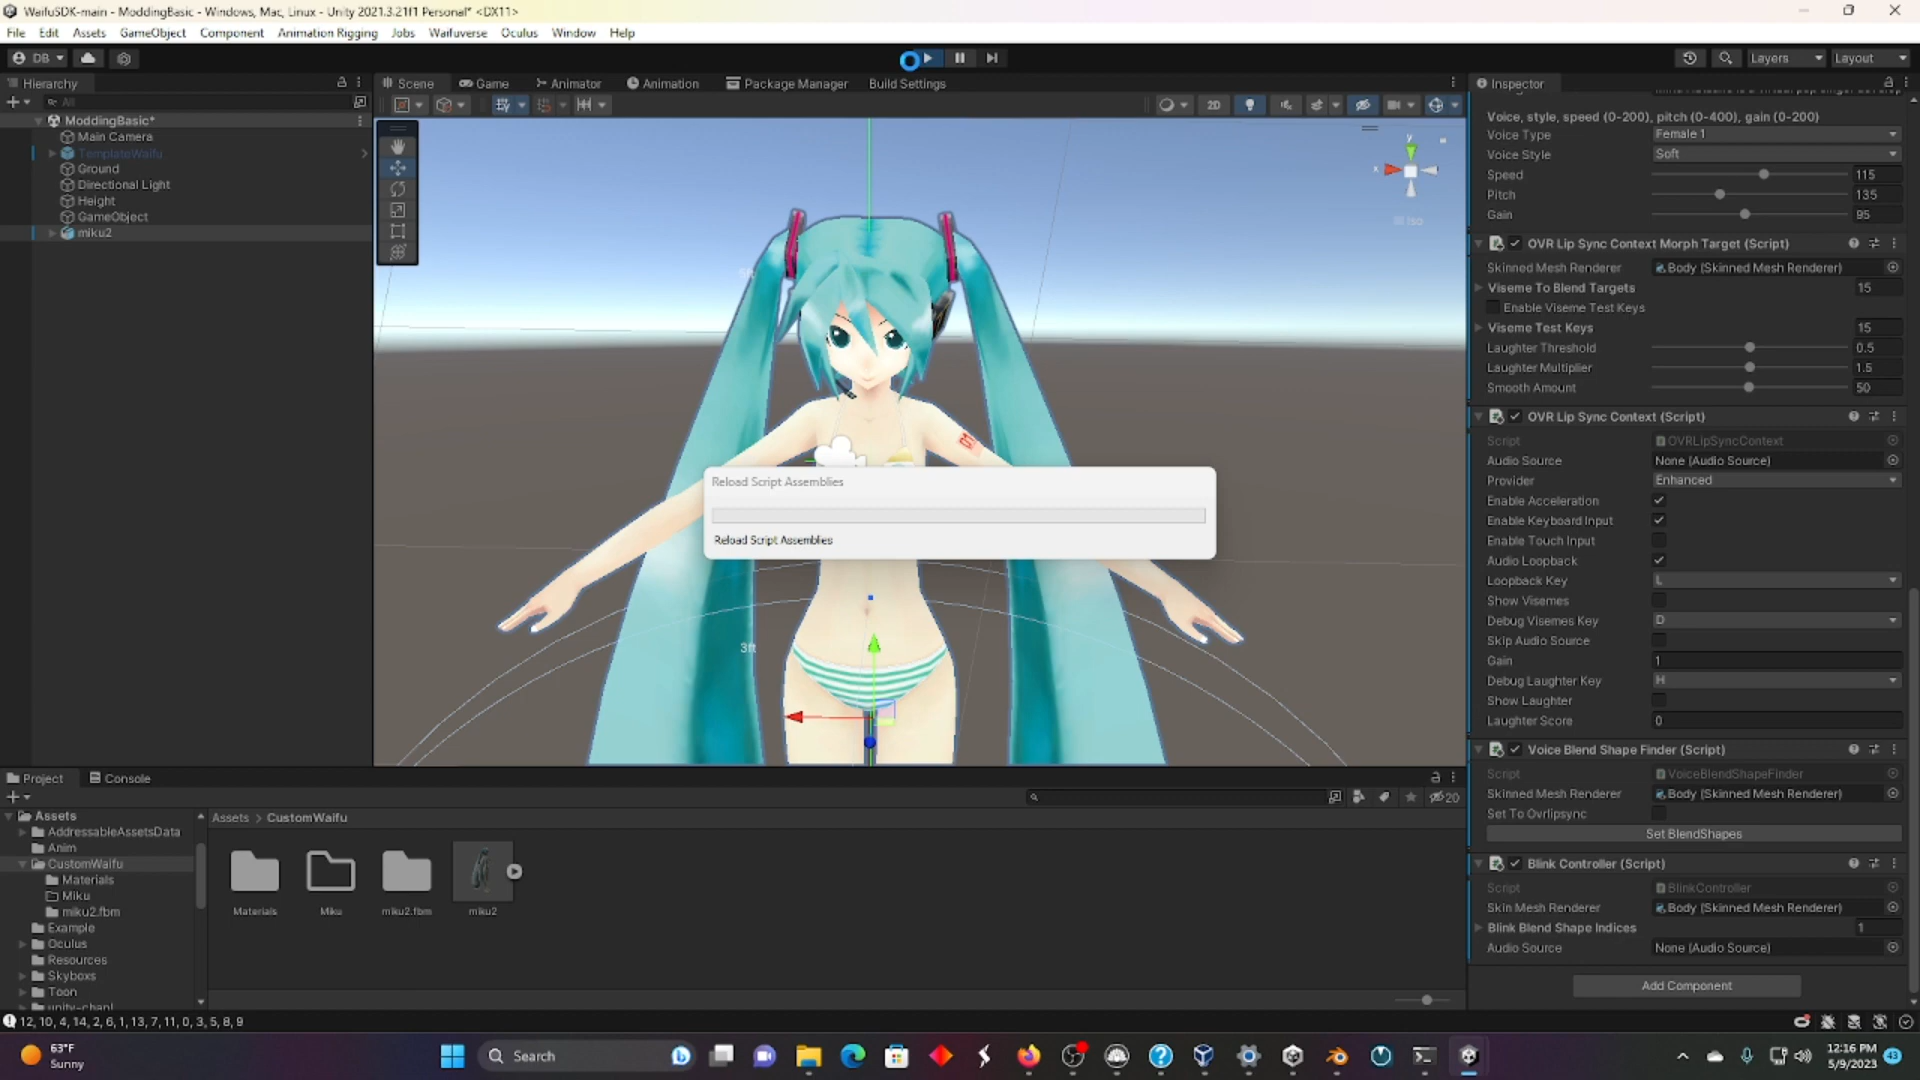 WaifuSDK-main - ModdingBasic - Windows, Mac, Linux - Unity 2021.3.21f1 Personal* <DX11>
File Edit Assets GameObject Component Animation Rigging Jobs Waifuverse Oculus Window Help
DB
Layers
Layout
Hierarchy
All
ModdingBasic*
Main Camera
TemplateWaifu
Ground
Directional Light
Height
GameObject
miku2
Scene
Game
Animator
Animation
Package Manager
Build Settings
2D
y
x
Iso
01
3ft
Reload Script Assemblies
Reload Script Assemblies
Inspector
Voice, style, speed (0-200), pitch (0-400), gain (0-200)
Voice Type Female 1
Voice Style Soft
Speed 115
Pitch 135
Gain 95
OVR Lip Sync Context Morph Target (Script)
Skinned Mesh Renderer Body (Skinned Mesh Renderer)
Viseme To Blend Targets 15
Enable Viseme Test Keys
Viseme Test Keys 15
Laughter Threshold 0.5
Laughter Multiplier 1.5
Smooth Amount 50
OVR Lip Sync Context (Script)
Script OVRLipSyncContext
Audio Source None (Audio Source)
Provider Enhanced
Enable Acceleration
Enable Keyboard Input
Enable Touch Input
Audio Loopback
Loopback Key L
Show Visemes
Debug Visemes Key D
Skip Audio Source
Gain 1
Debug Laughter Key H
Show Laughter
Laughter Score 0
Voice Blend Shape Finder (Script)
Script VoiceBlendShapeFinder
Skinned Mesh Renderer Body (Skinned Mesh Renderer)
Set To Ovrlipsync
Set BlendShapes
Blink Controller (Script)
Script BlinkController
Skin Mesh Renderer Body (Skinned Mesh Renderer)
Blink Blend Shape Indices 1
Audio Source None (Audio Source)
Add Component
Project
Console
20
Assets
AddressableAssetsData
Anim
CustomWaifu
Materials
Miku
miku2.fbm
Example
Oculus
Resources
Skyboxs
Toon
Assets > CustomWaifu
Materials
Miku
miku2.fbm
miku2
12, 10, 4, 14, 2, 6, 1, 13, 7, 11, 0, 3, 5, 8, 9
63°F
Sunny
Search
12:16 PM
5/9/2023
43